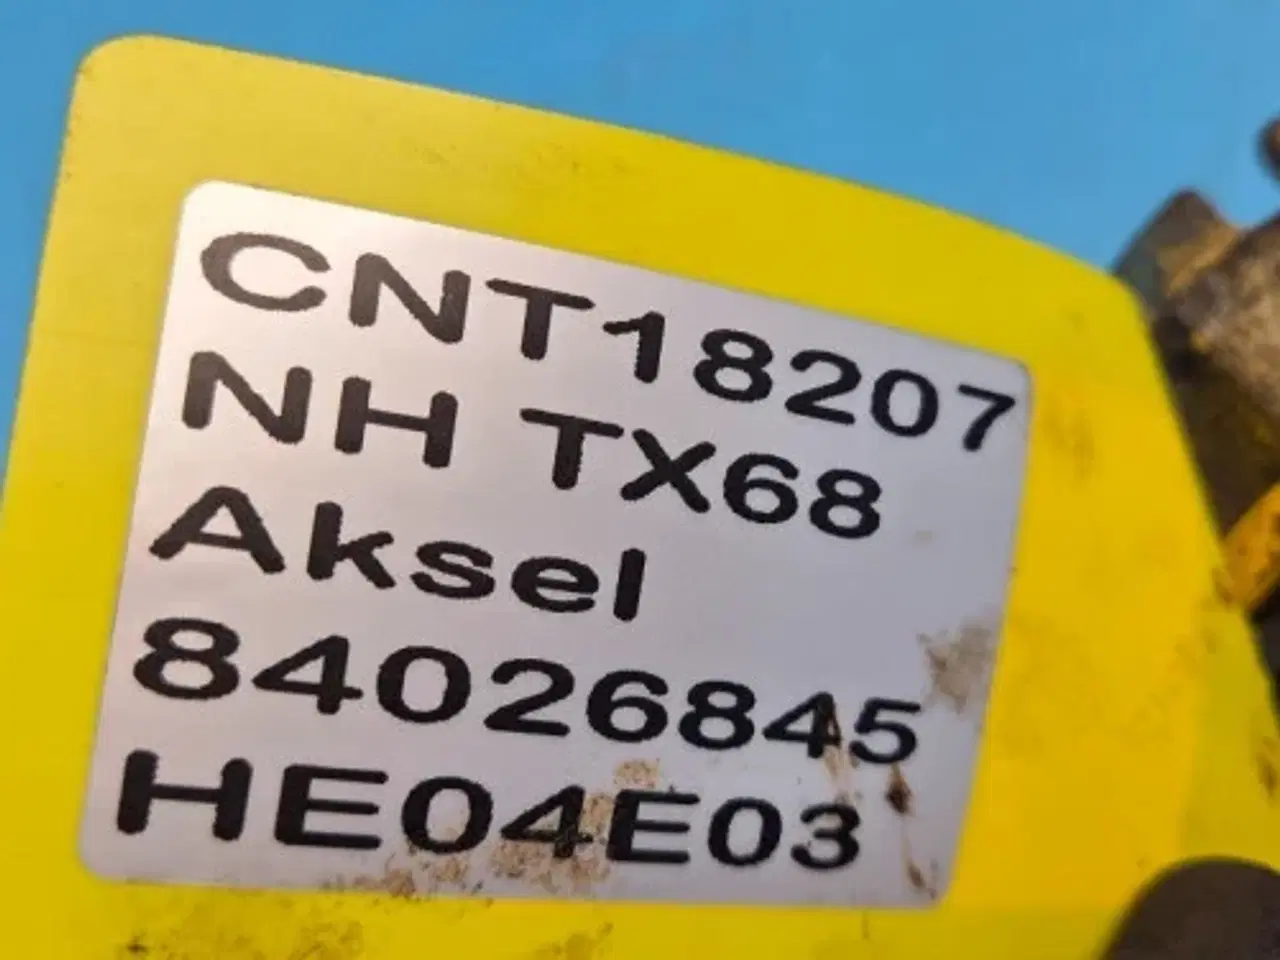 CNT18207
NH TX68
Aksel
84026845
HE04E03